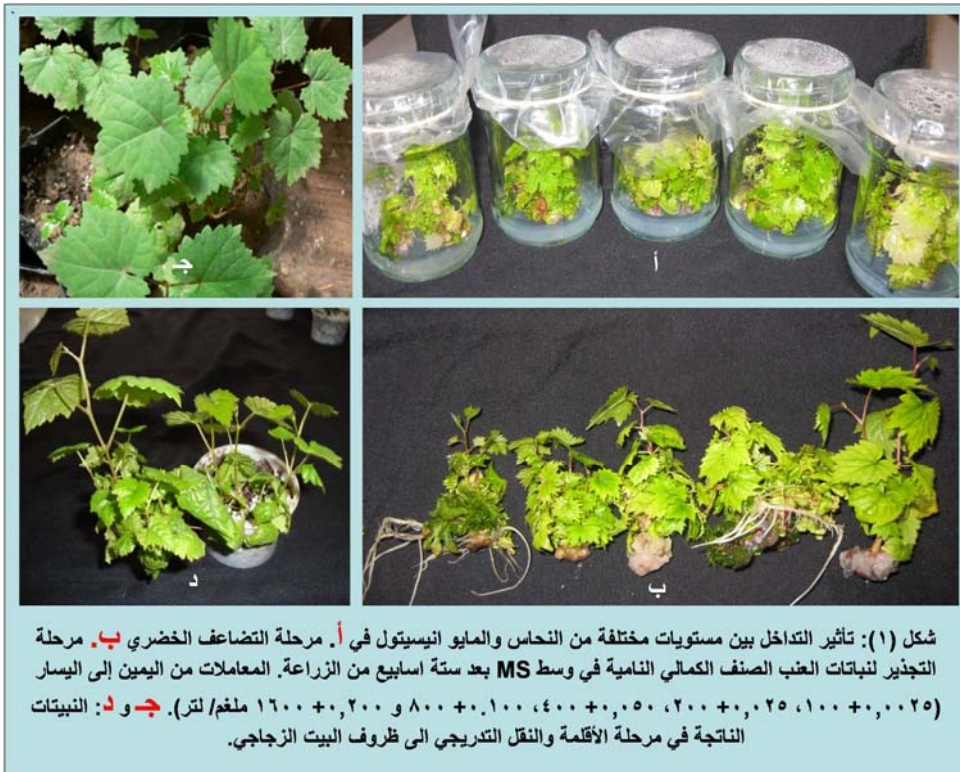 أ
جـ
ب
د
شكل (١): تأثير التداخل بين مستويات مختلفة من النحاس والمايو انيسيتول في أ. مرحلة التضاعف الخضري ب. مرحلة
التجذير لنباتات العنب الصنف الكمالي النامية في وسط MS بعد ستة اسابيع من الزراعة. المعاملات من اليمين إلى اليسار
(٠,٠٠٢٥ +١٠٠، ٠,٠٢٥ +٢٠٠، ٠,٠٥٠ +٤٠٠، ٠.١٠٠ +٨٠٠ و ٠,٢٠٠ +١٦٠٠ ملغم/ لتر). جـ و د: النبيتات
الناتجة في مرحلة الأقلمة والنقل التدريجي الى ظروف البيت الزجاجي.